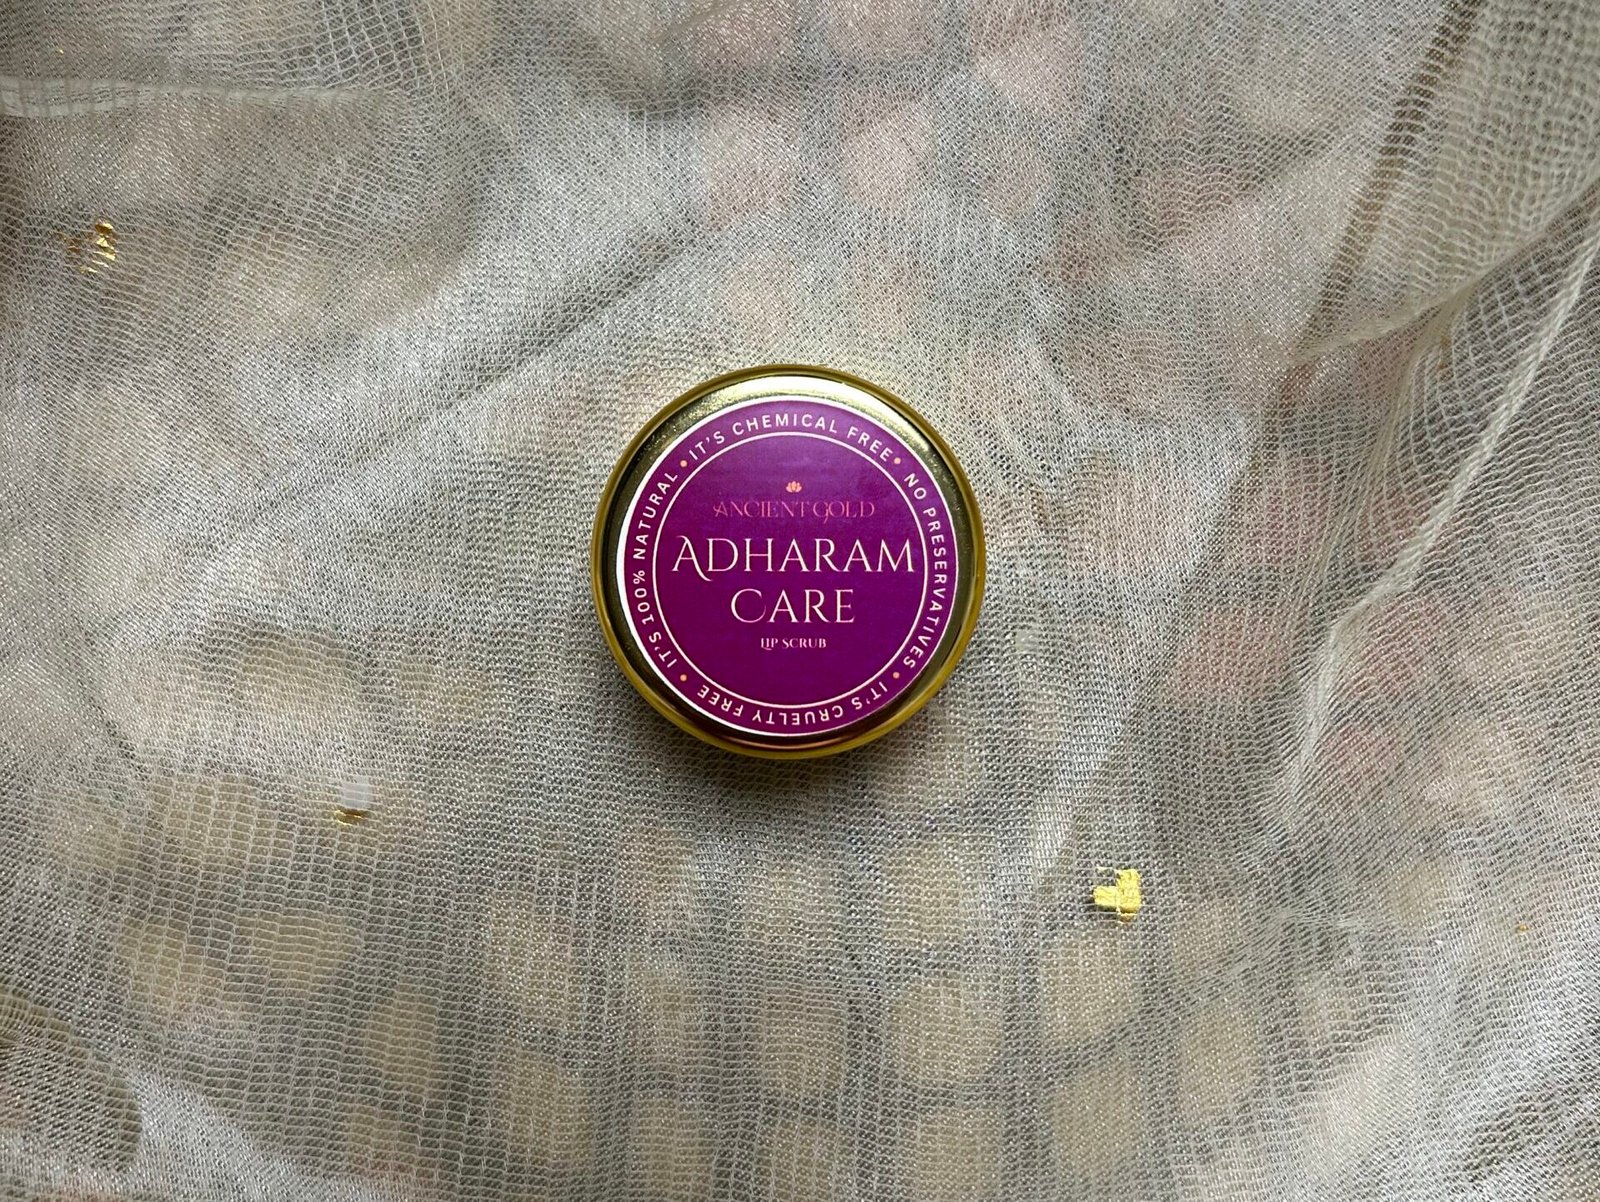 IT'S CHEMICAL FREE • NO PRESERVATIVES • IT'S CRUELTY FREE • IT'S 100% NATURAL •
ANCIENT GOLD
ADHARAM
CARE
LIP SCRUB